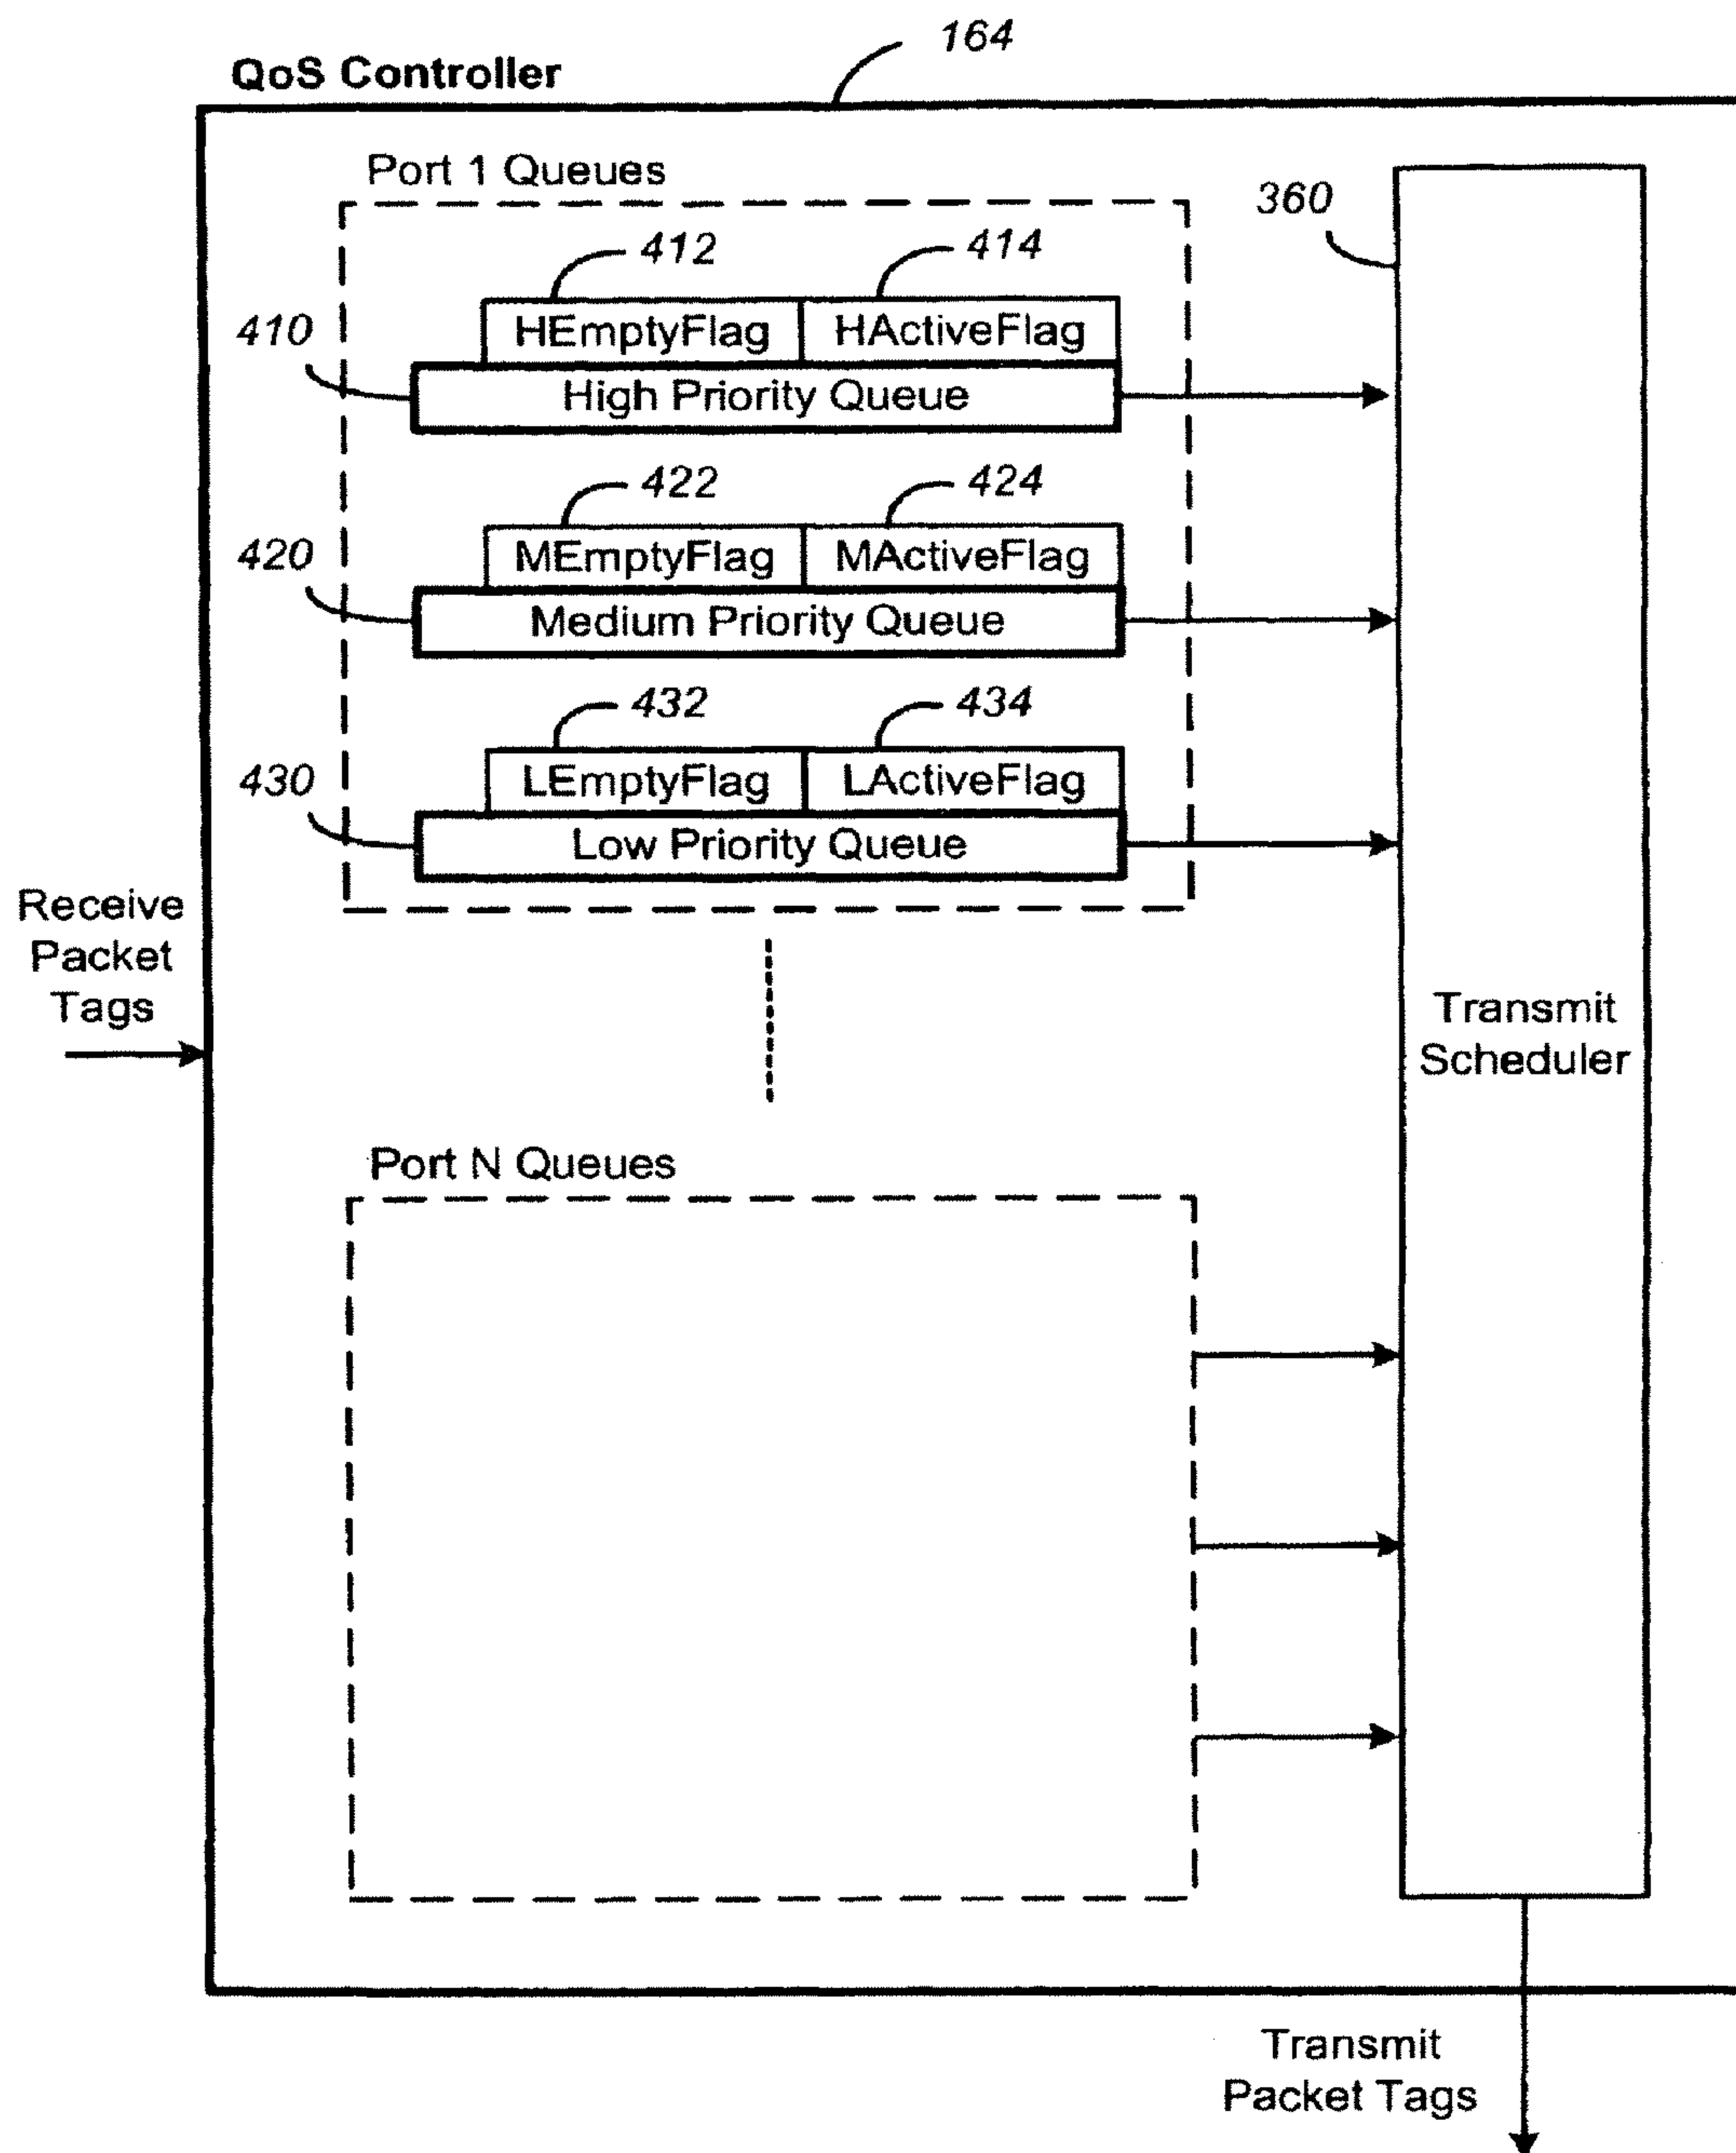 164
QoS Controller
Port 1 Queues
360
412
414
410
HEmptyFlag
HActiveFlag
High Priority Queue
422
424
420
MEmptyFlag
MActiveFlag
Medium Priority Queue
432
434
430
LEmptyFlag
LActiveFlag
Low Priority Queue
Receive
Packet
Tags
Transmit
Scheduler
Port N Queues
Transmit
Packet Tags